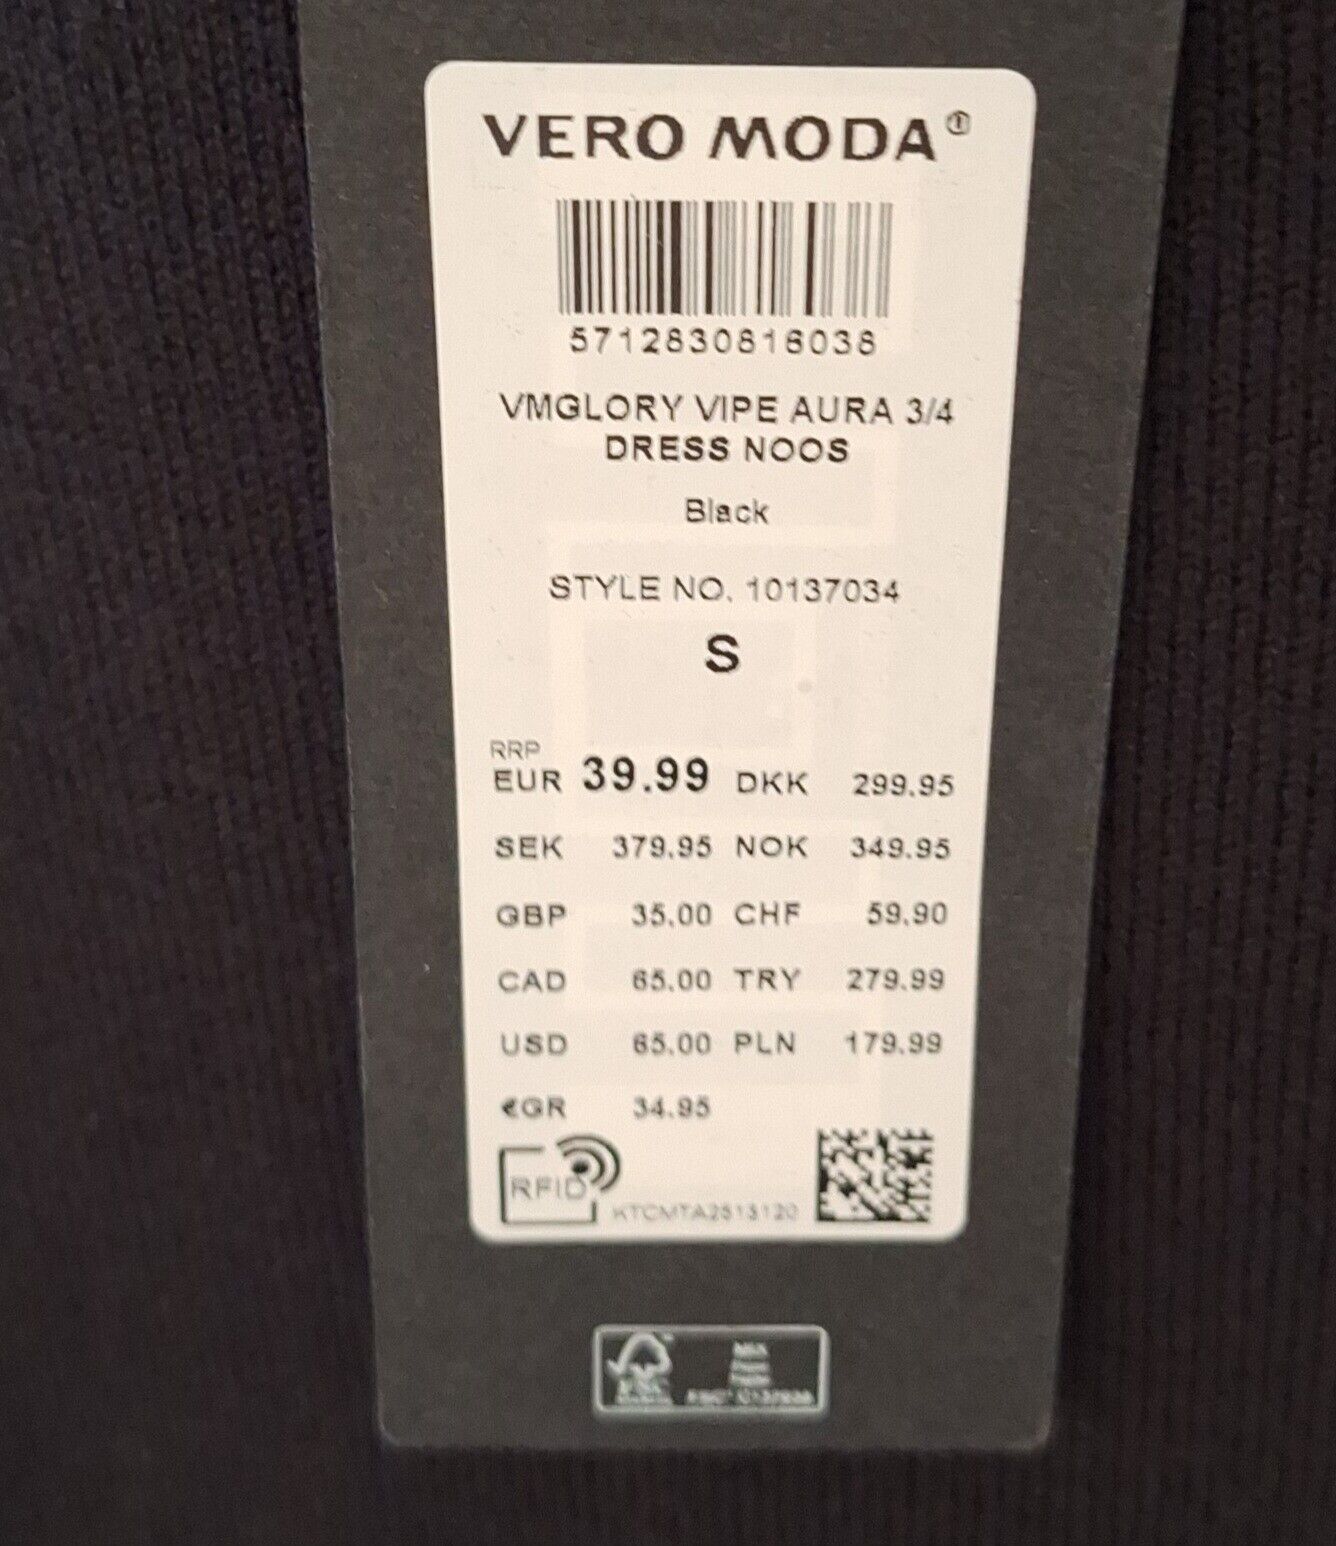 VERO MODA®
5712830816038
VMGLORY VIPE AURA 3/4
DRESS NOOS
Black
STYLE NO. 10137034
S
RRP
EUR 39.99 DKK 299.95
SEK 379.95 NOK 349.95
GBP 35.00 CHF 59.90
CAD 65.00 TRY 279.99
USD 65.00 PLN 179.99
€GR 34.95
RFID
KTCMTA2513120
FSC
MIX